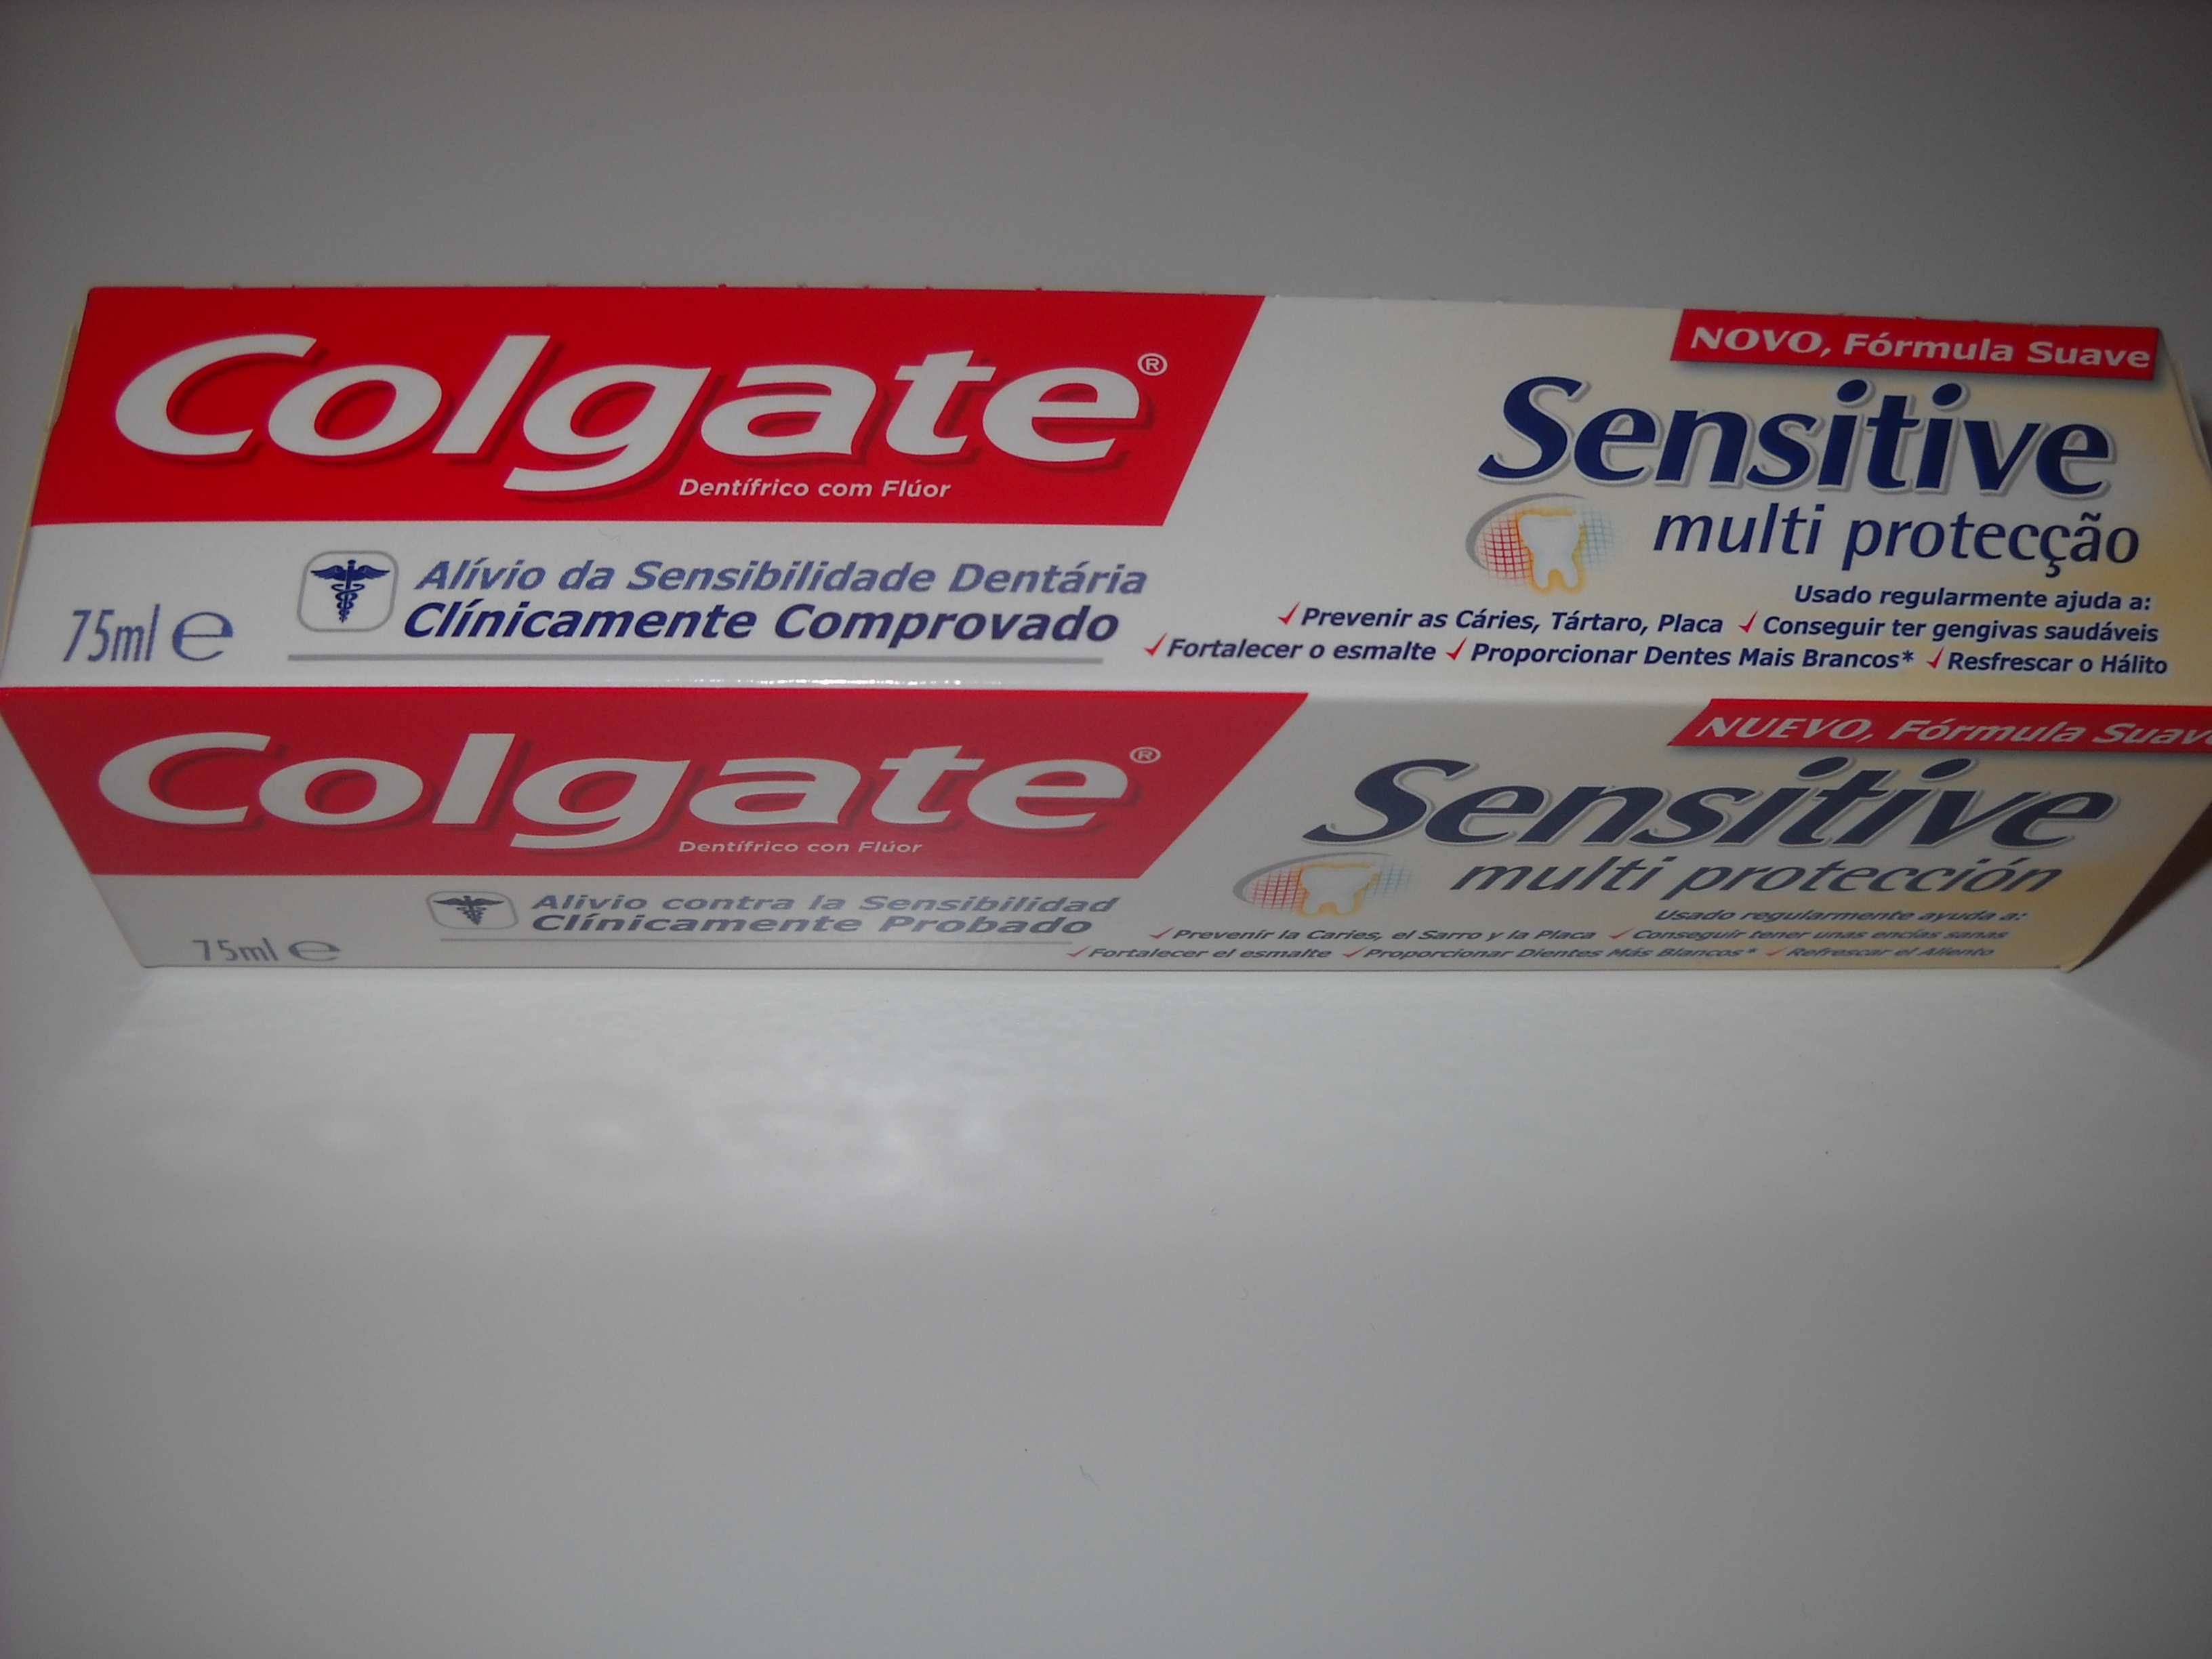 Colgate®
Dentífrico com Flúor
Alívio da Sensibilidade Dentária
Clínicamente Comprovado
75ml e
NOVO, Fórmula Suave
Sensitive
multi protecção
Usado regularmente ajuda a:
✓Prevenir as Cáries, Tártaro, Placa ✓Conseguir ter gengivas saudáveis
✓Fortalecer o esmalte ✓Proporcionar Dentes Mais Brancos* ✓Resfrescar o Hálito
Colgate®
Dentífrico con Flúor
Alivio contra la Sensibilidad
Clínicamente Probado
75ml e
NUEVO, Fórmula Suave
Sensitive
multi protección
Usado regularmente ayuda a:
✓Prevenir la Caries, el Sarro y la Placa ✓Conseguir tener unas encías sanas
✓Fortalecer el esmalte ✓Proporcionar Dientes Más Blancos* ✓Refrescar el Aliento